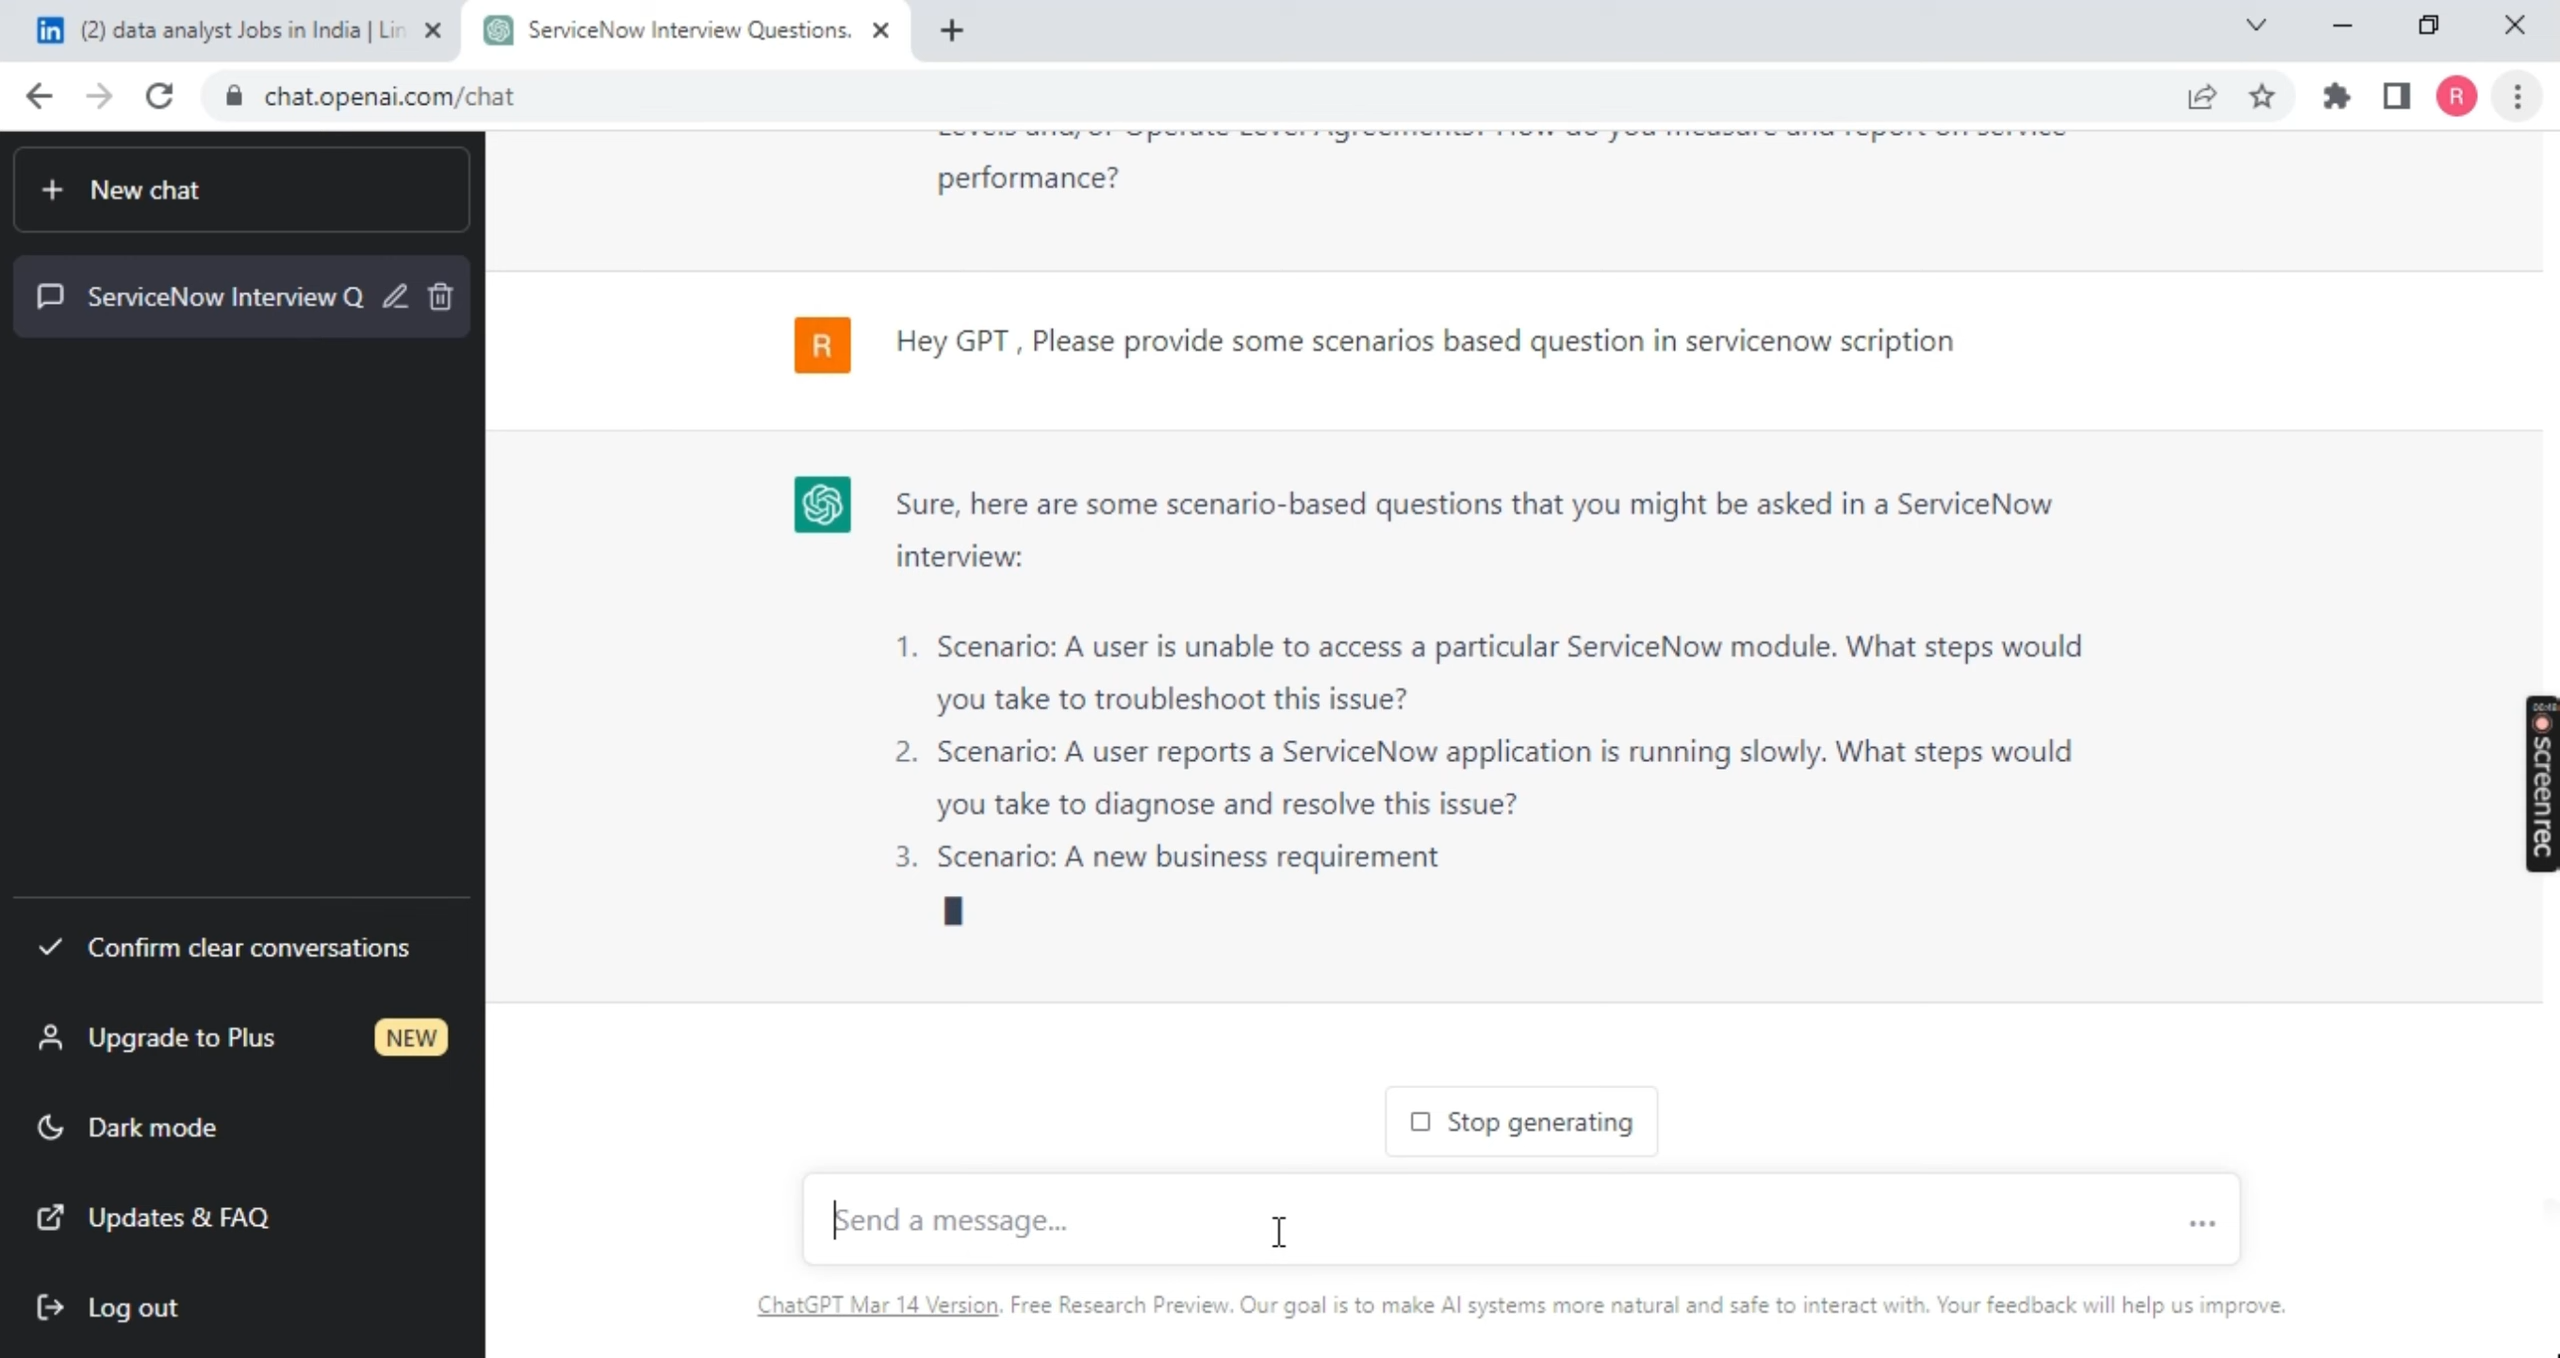 (2) data analyst Jobs in India | Lin
ServiceNow Interview Questions.
chat.openai.com/chat
R
New chat
ServiceNow Interview Q
Confirm clear conversations
Upgrade to Plus
NEW
Dark mode
Updates & FAQ
Log out
performance?
R
Hey GPT , Please provide some scenarios based question in servicenow scription
Sure, here are some scenario-based questions that you might be asked in a ServiceNow
interview:
1. Scenario: A user is unable to access a particular ServiceNow module. What steps would
you take to troubleshoot this issue?
2. Scenario: A user reports a ServiceNow application is running slowly. What steps would
you take to diagnose and resolve this issue?
3. Scenario: A new business requirement
Stop generating
Send a message...
ChatGPT Mar 14 Version. Free Research Preview. Our goal is to make AI systems more natural and safe to interact with. Your feedback will help us improve.
screenrec